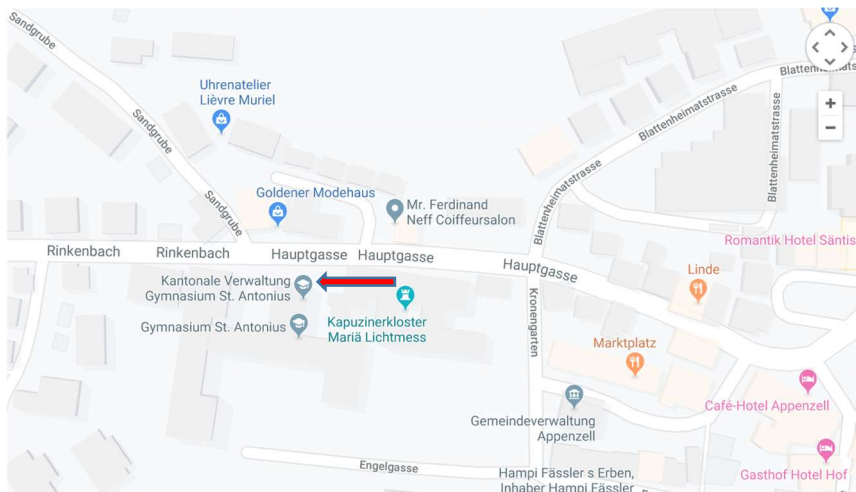 Sandgrube
Uhrenatelier
Lièvre Muriel
Sandgrube
Blattenheimatstrasse
Blattenheimatstrasse
Blattenheimatstrasse
Goldener Modehaus
Sandgrube
Mr. Ferdinand
Neff Coiffeursalon
Blattenheimatstrasse
Romantik Hotel Säntis
Rinkenbach
Rinkenbach
Hauptgasse
Hauptgasse
Hauptgasse
Linde
Kantonale Verwaltung
Gymnasium St. Antonius
Gymnasium St. Antonius
Kapuzinerkloster
Mariä Lichtmess
Kronengarten
Marktplatz
Café-Hotel Appenzell
Gemeindeverwaltung
Appenzell
Engelgasse
Hampi Fässler s Erben,
Inhaber Hampi Fässler
Gasthof Hotel Hof
+
−